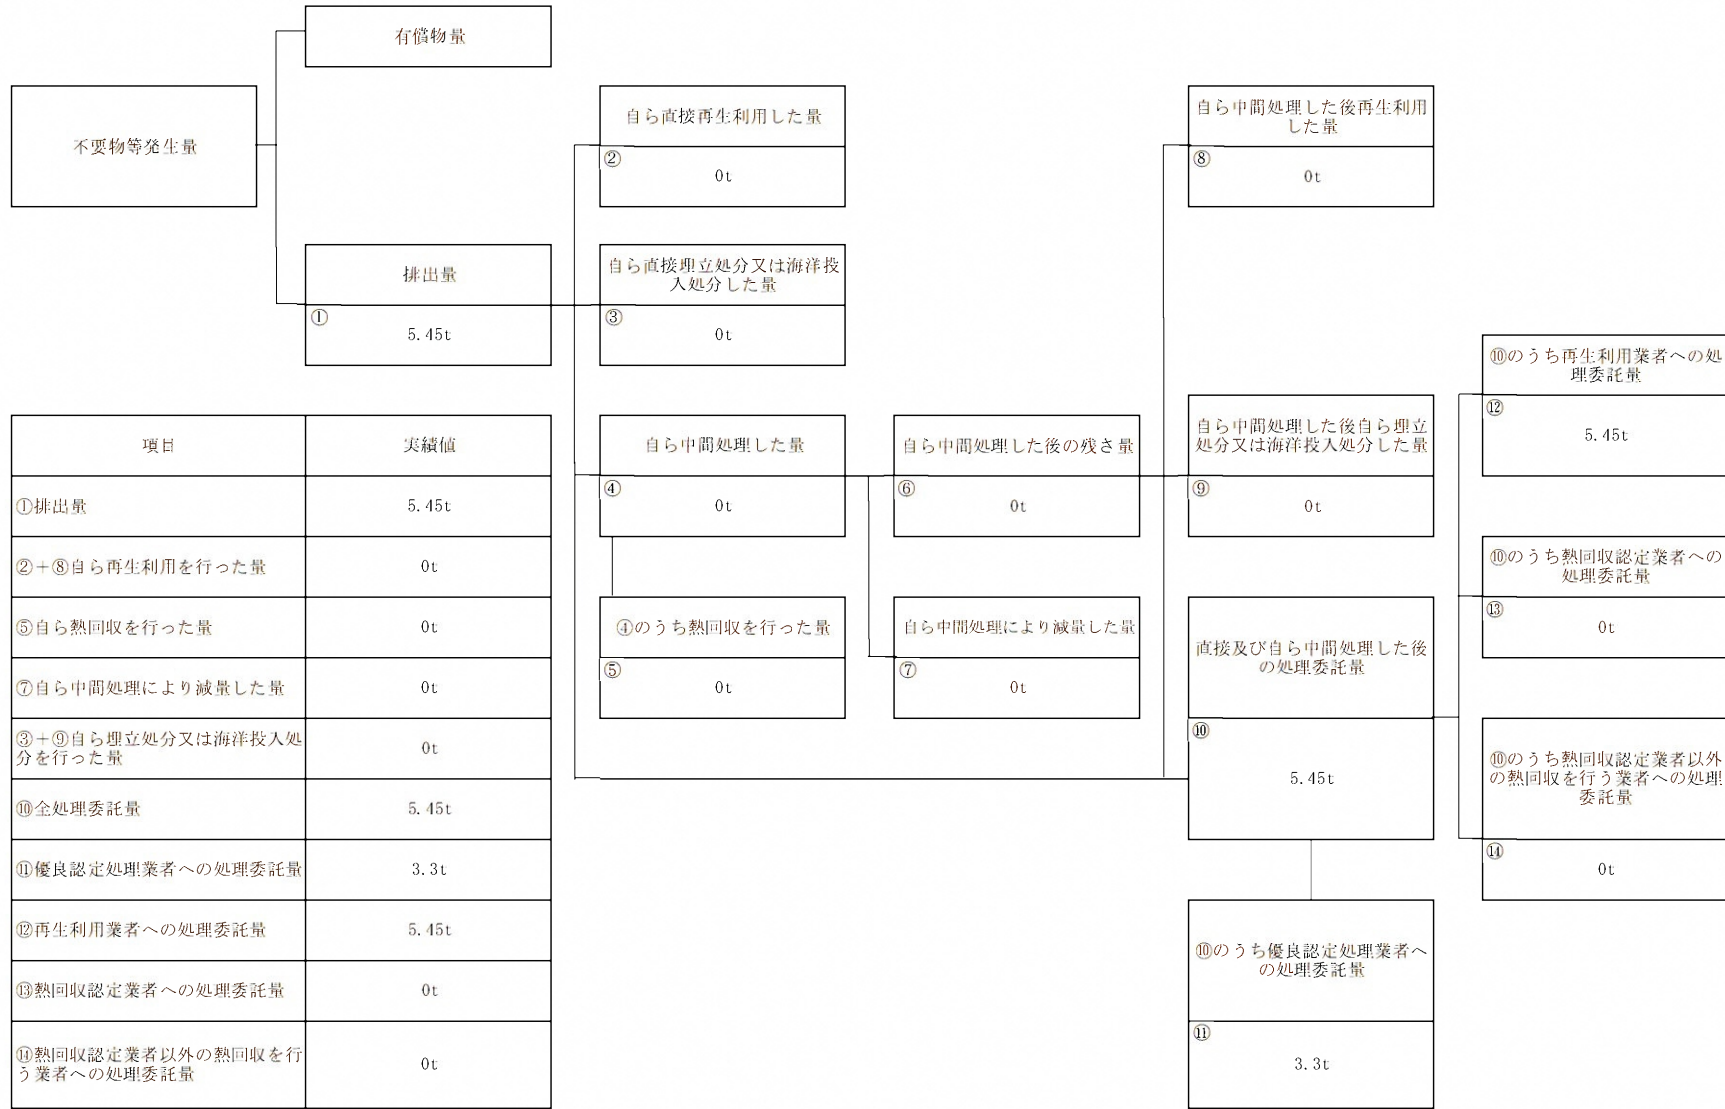 有償物量
不要物等発生量
自ら直接再生利用した量
②
0t
自ら中間処理した後再生利用
した量
⑧
0t
排出量
①
5.45t
自ら直接埋立処分又は海洋投
入処分した量
③
0t
⑩のうち再生利用業者への処
理委託量
⑫
5.45t
自ら中間処理した量
④
0t
自ら中間処理した後の残さ量
⑥
0t
自ら中間処理した後自ら埋立
処分又は海洋投入処分した量
⑨
0t
⑩のうち熱回収認定業者への
処理委託量
⑬
0t
④のうち熱回収を行った量
⑤
0t
自ら中間処理により減量した量
⑦
0t
直接及び自ら中間処理した後
の処理委託量
⑩
5.45t
⑩のうち熱回収認定業者以外
の熱回収を行う業者への処理
委託量
⑭
0t
⑩のうち優良認定処理業者へ
の処理委託量
⑪
3.3t
項目
実績値
①排出量
5.45t
②＋⑧自ら再生利用を行った量
0t
⑤自ら熱回収を行った量
0t
⑦自ら中間処理により減量した量
0t
③＋⑨自ら埋立処分又は海洋投入処
分を行った量
0t
⑩全処理委託量
5.45t
⑪優良認定処理業者への処理委託量
3.3t
⑫再生利用業者への処理委託量
5.45t
⑬熱回収認定業者への処理委託量
0t
⑭熱回収認定業者以外の熱回収を行
う業者への処理委託量
0t